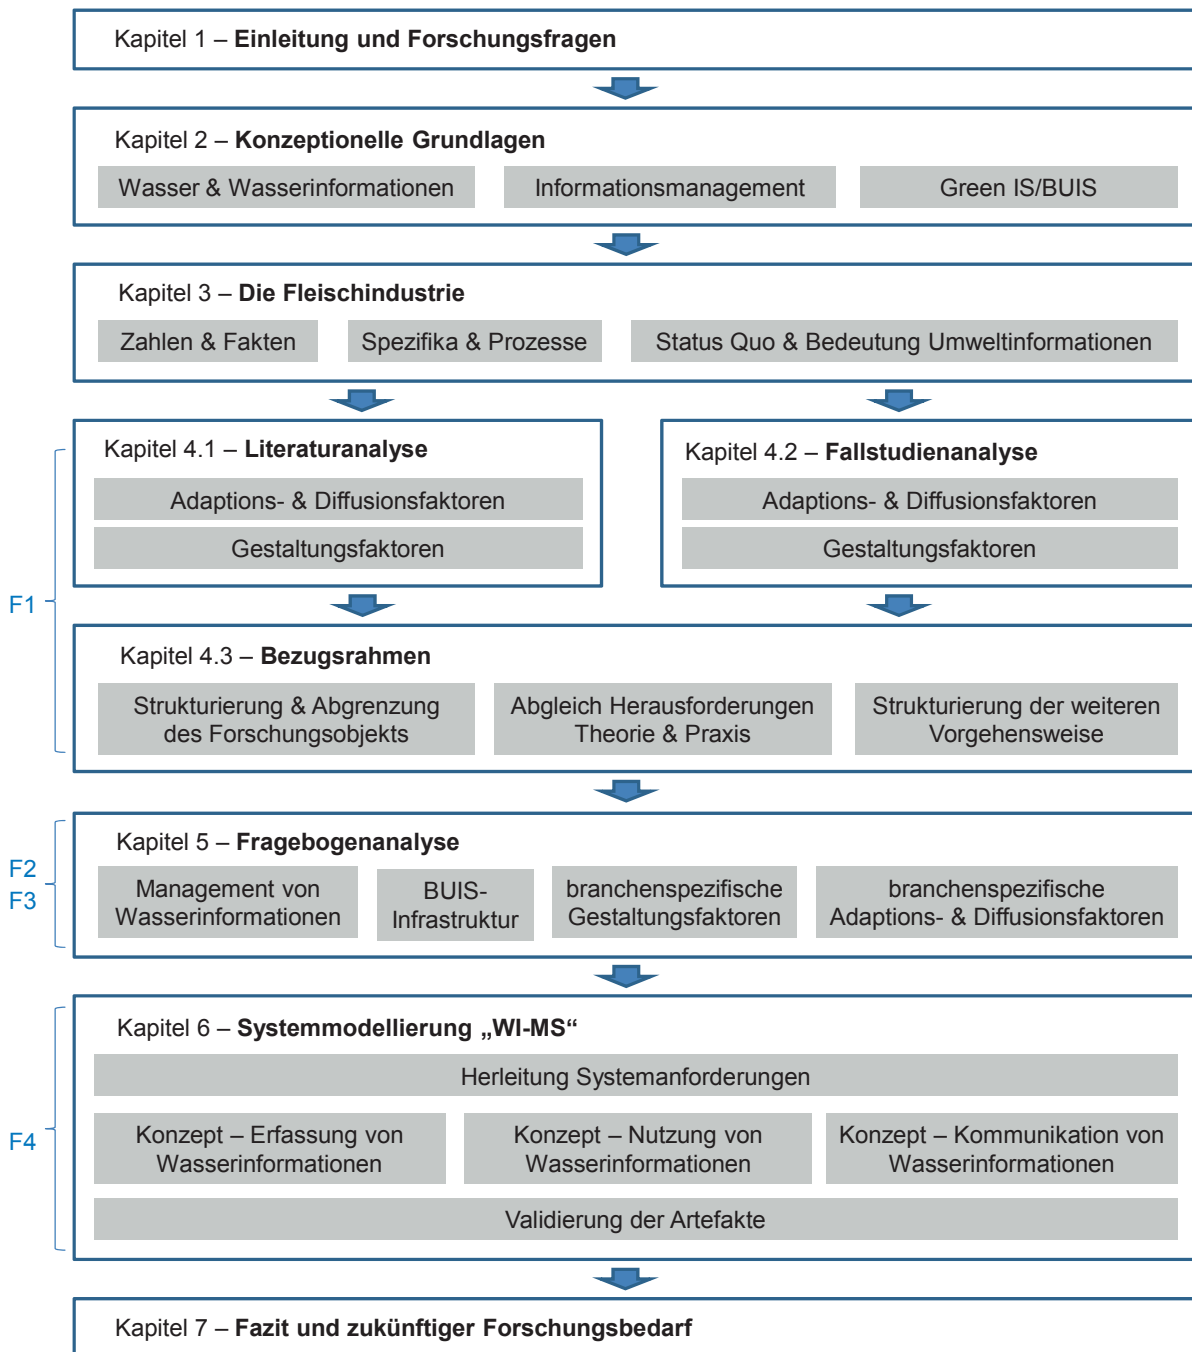 Kapitel 1 – Einleitung und Forschungsfragen
Kapitel 2 – Konzeptionelle Grundlagen
Wasser & Wasserinformationen
Informationsmanagement
Green IS/BUIS
Kapitel 3 – Die Fleischindustrie
Zahlen & Fakten
Spezifika & Prozesse
Status Quo & Bedeutung Umweltinformationen
F1
Kapitel 4.1 – Literaturanalyse
Adaptions- & Diffusionsfaktoren
Gestaltungsfaktoren
Kapitel 4.2 – Fallstudienanalyse
Adaptions- & Diffusionsfaktoren
Gestaltungsfaktoren
Kapitel 4.3 – Bezugsrahmen
Strukturierung & Abgrenzung
des Forschungsobjekts
Abgleich Herausforderungen
Theorie & Praxis
Strukturierung der weiteren
Vorgehensweise
F2
F3
Kapitel 5 – Fragebogenanalyse
Management von
Wasserinformationen
BUIS-
Infrastruktur
branchenspezifische
Gestaltungsfaktoren
branchenspezifische
Adaptions- & Diffusionsfaktoren
F4
Kapitel 6 – Systemmodellierung „WI-MS“
Herleitung Systemanforderungen
Konzept – Erfassung von
Wasserinformationen
Konzept – Nutzung von
Wasserinformationen
Konzept – Kommunikation von
Wasserinformationen
Validierung der Artefakte
Kapitel 7 – Fazit und zukünftiger Forschungsbedarf